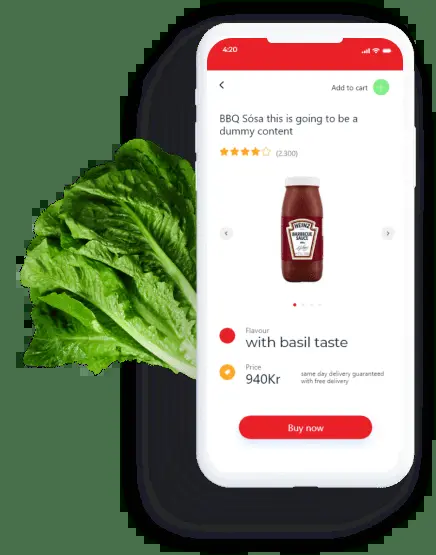 4:20
Add to cart
BBQ Sósa this is going to be a
dummy content
(2.300)
HEINZ
BARBECUE
SAUCE
Flavour
with basil taste
Price
940Kr
same day delivery guaranteed
with free delivery
Buy now